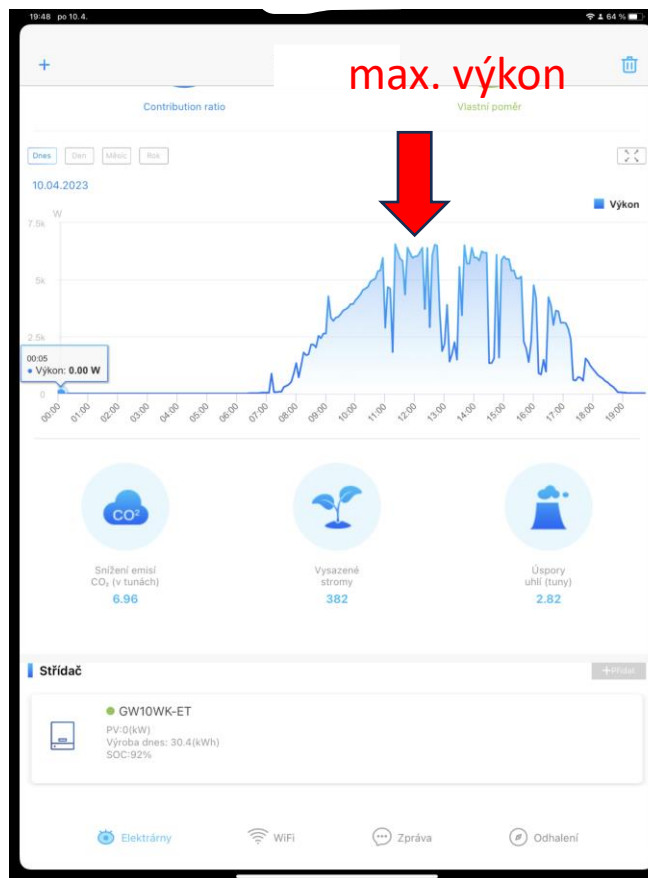 19:48 po 10.4.
64 %
+
max. výkon
Contribution ratio
Vlastní poměr
Dnes
Den
Měsíc
Rok
10.04.2023
W
Výkon
7.5k
5k
2.5k
0
00:05
Výkon: 0.00 W
00:00 01:00 02:00 03:00 04:00 05:00 06:00 07:00 08:00 09:00 10:00 11:00 12:00 13:00 14:00 15:00 16:00 17:00 18:00 19:00
CO²
Snížení emisí
CO₂ (v tunách)
6.96
Vysazené
stromy
382
Úspory
uhlí (tuny)
2.82
Střídač
+Přidat
GW10WK-ET
PV:0(kW)
Výroba dnes: 30.4(kWh)
SOC:92%
Elektrárny
WiFi
Zpráva
Odhalení